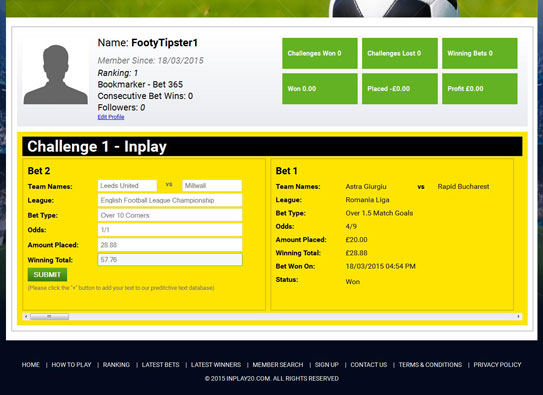 Name: FootyTipster1
Member Since: 18/03/2015
Ranking: 1
Bookmarker - Bet 365
Consecutive Bet Wins: 0
Followers: 0
Edit Profile
Challenges Won 0
Challenges Lost 0
Winning Bets 0
Won 0.00
Placed -£0.00
Profit £0.00
Challenge 1 - Inplay
Bet 2
Team Names: Leeds United vs Millwall
League: English Football League Championship
Bet Type: Over 10 Corners
Odds: 1/1
Amount Placed: 28.88
Winning Total: 57.76
SUBMIT
(Please click the "Y" button to add your text to our preditctive text database)
Bet 1
Team Names: Astra Giurgiu vs Rapid Bucharest
League: Romania Liga
Bet Type: Over 1.5 Match Goals
Odds: 4/9
Amount Placed: £20.00
Winning Total: £28.88
Bet Won On: 18/03/2015 04:54 PM
Status: Won
HOME | HOW TO PLAY | RANKING | LATEST BETS | LATEST WINNERS | MEMBER SEARCH | SIGN UP | CONTACT US | TERMS & CONDITIONS | PRIVACY POLICY
© 2015 INPLAY20.COM. ALL RIGHTS RESERVED